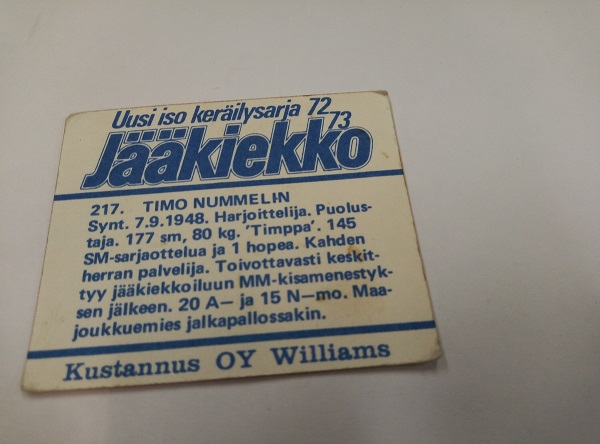 Uusi iso keräilysarja 72/73
Jääkiekko
217. TIMO NUMMELIN
Synt. 7.9.1948. Harjoittelija. Puolus-
taja. 177 sm, 80 kg. 'Timppa'. 145
SM-sarjaottelua ja 1 hopea. Kahden
herran palvelija. Toivottavasti keskit-
tyy jääkiekkoiluun MM-kisamenestyk-
sen jälkeen. 20 A— ja 15 N—mo. Maa-
joukkuemies jalkapallossakin.
Kustannus OY Williams